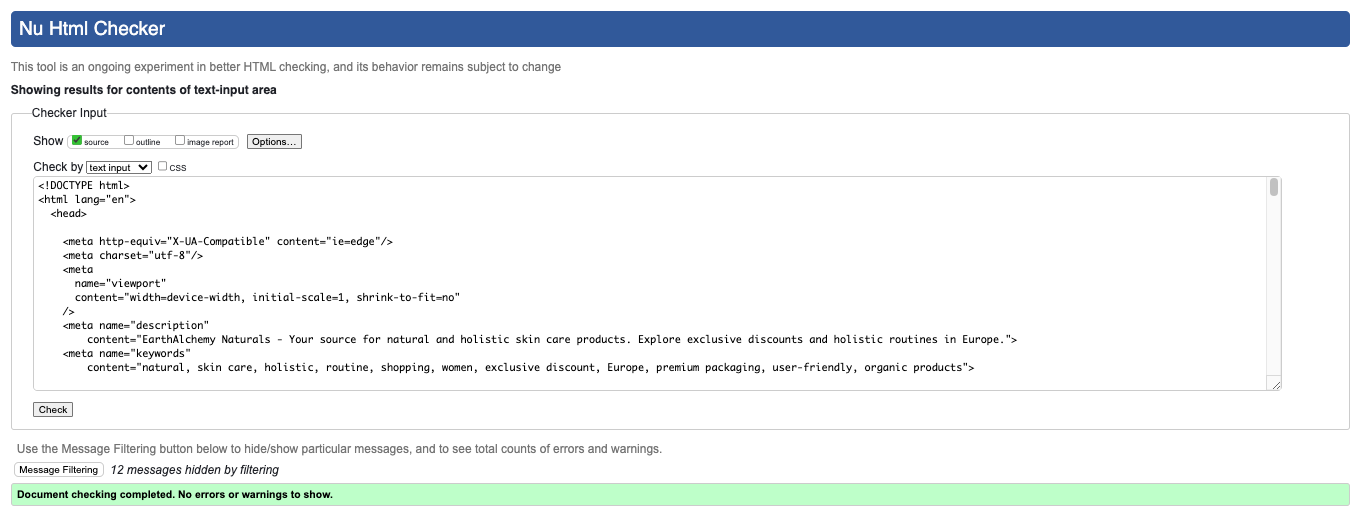 Nu Html Checker
This tool is an ongoing experiment in better HTML checking, and its behavior remains subject to change
Showing results for contents of text-input area
Checker Input
Show source outline image report Options...
Check by text input CSS
<!DOCTYPE html>
<html lang="en">
<head>
<meta http-equiv="X-UA-Compatible" content="ie=edge"/>
<meta charset="utf-8"/>
<meta
name="viewport"
content="width=device-width, initial-scale=1, shrink-to-fit=no"
/>
<meta name="description"
content="EarthAlchemy Naturals - Your source for natural and holistic skin care products. Explore exclusive discounts and holistic routines in Europe.">
<meta name="keywords"
content="natural, skin care, holistic, routine, shopping, women, exclusive discount, Europe, premium packaging, user-friendly, organic products">
Check
Use the Message Filtering button below to hide/show particular messages, and to see total counts of errors and warnings.
Message Filtering 12 messages hidden by filtering
Document checking completed. No errors or warnings to show.